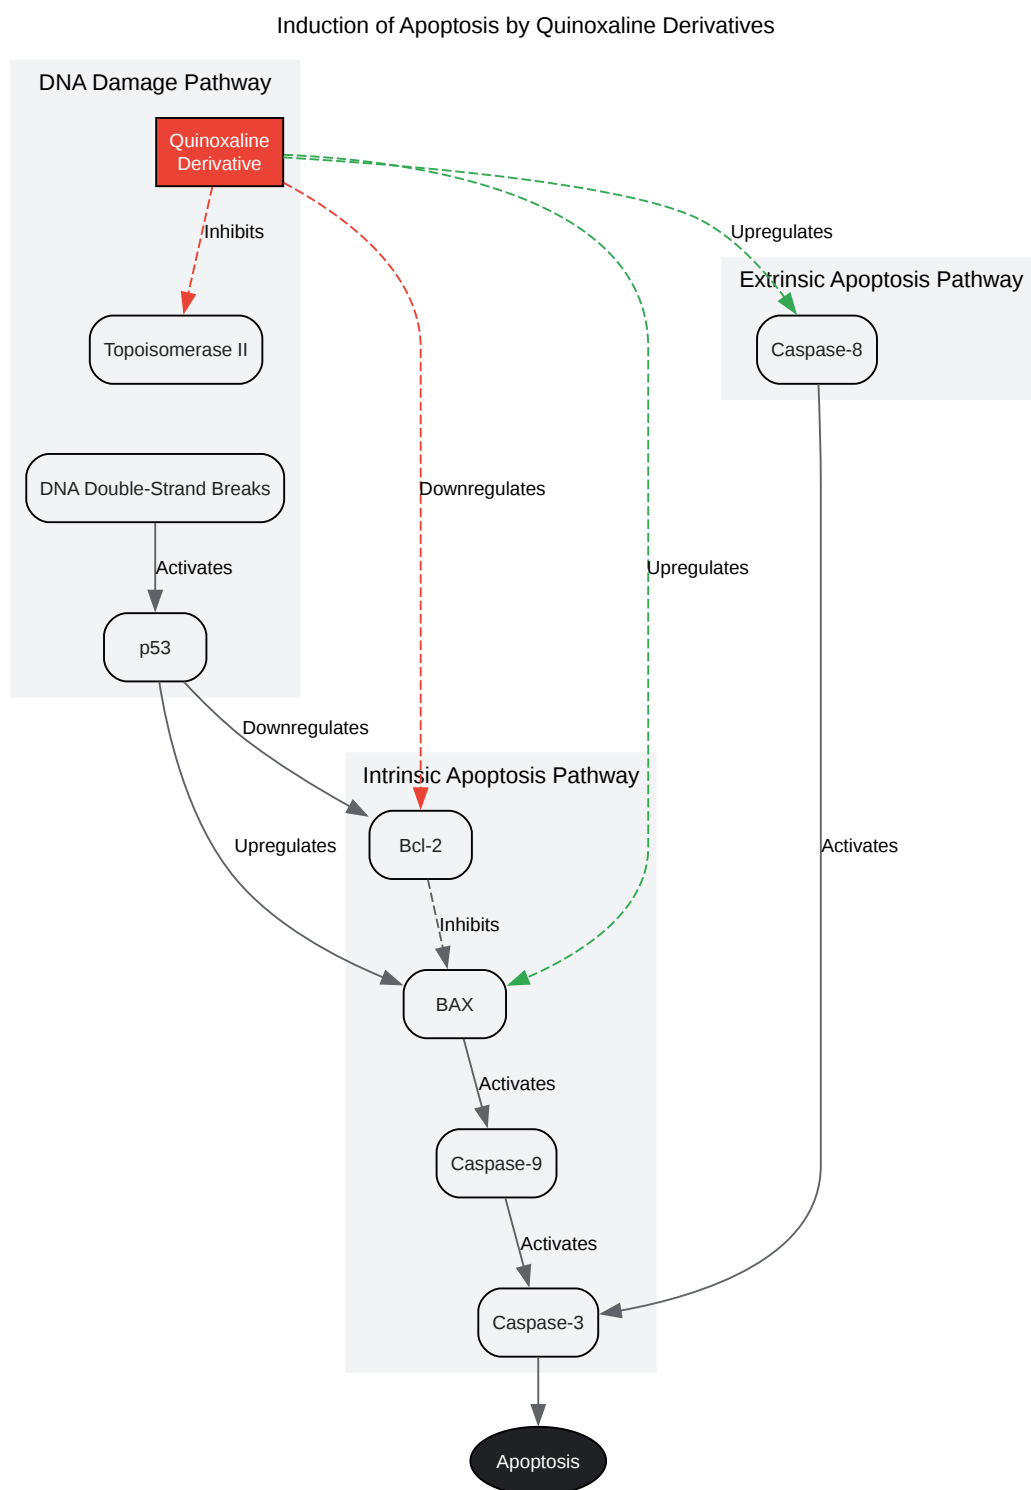 Induction of Apoptosis by Quinoxaline Derivatives
DNA Damage Pathway
Quinoxaline
Derivative
Inhibits
Upregulates
Extrinsic Apoptosis Pathway
Topoisomerase II
Caspase-8
DNA Double-Strand Breaks
Downregulates
Activates
Upregulates
p53
Downregulates
Intrinsic Apoptosis Pathway
Bcl-2
Upregulates
Activates
Inhibits
BAX
Activates
Caspase-9
Activates
Caspase-3
Apoptosis